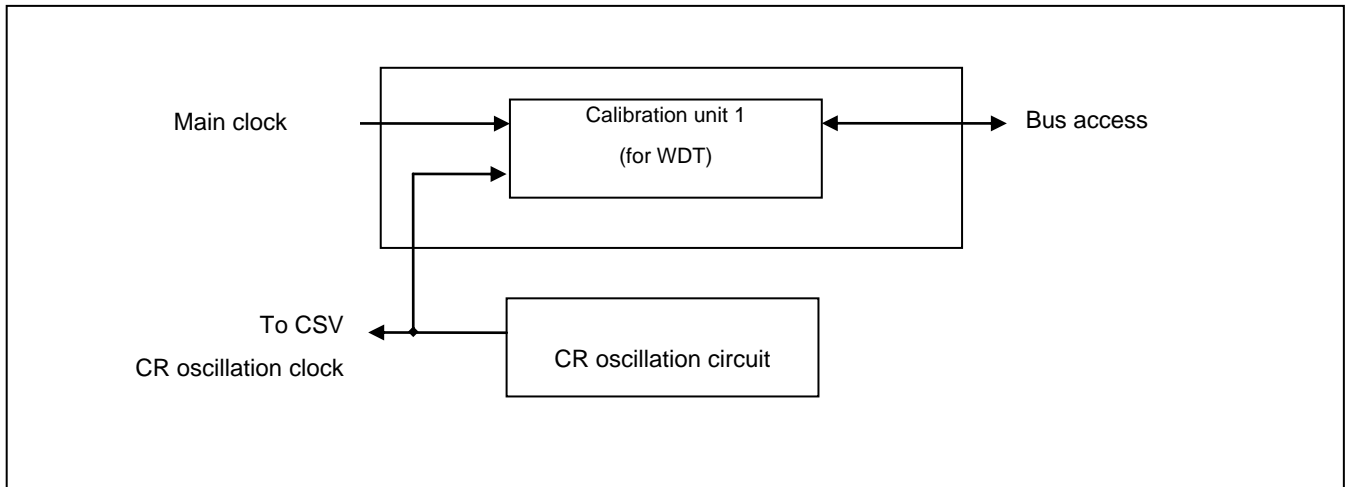 Main clock
Calibration unit 1
(for WDT)
Bus access
To CSV
CR oscillation clock
CR oscillation circuit